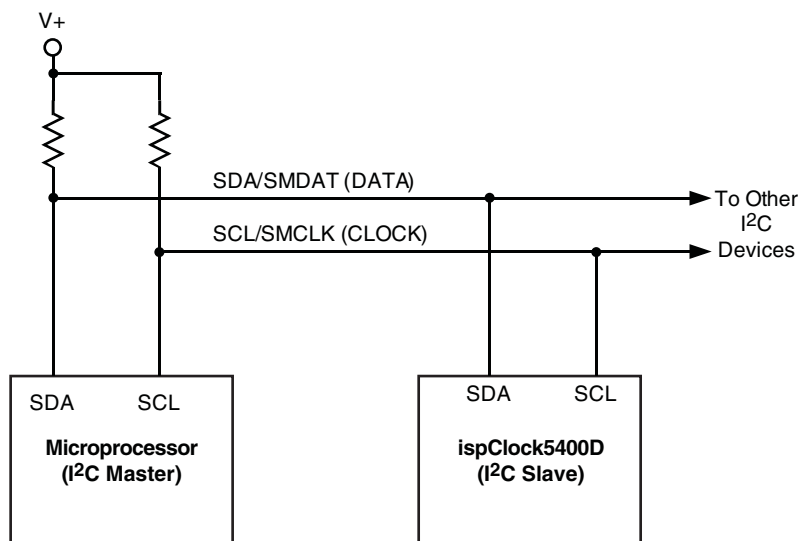 V+
SDA/SMDAT (DATA)
SCL/SMCLK (CLOCK)
To Other
I²C
Devices
SDA SCL
Microprocessor
(I²C Master)
SDA SCL
ispClock5400D
(I²C Slave)